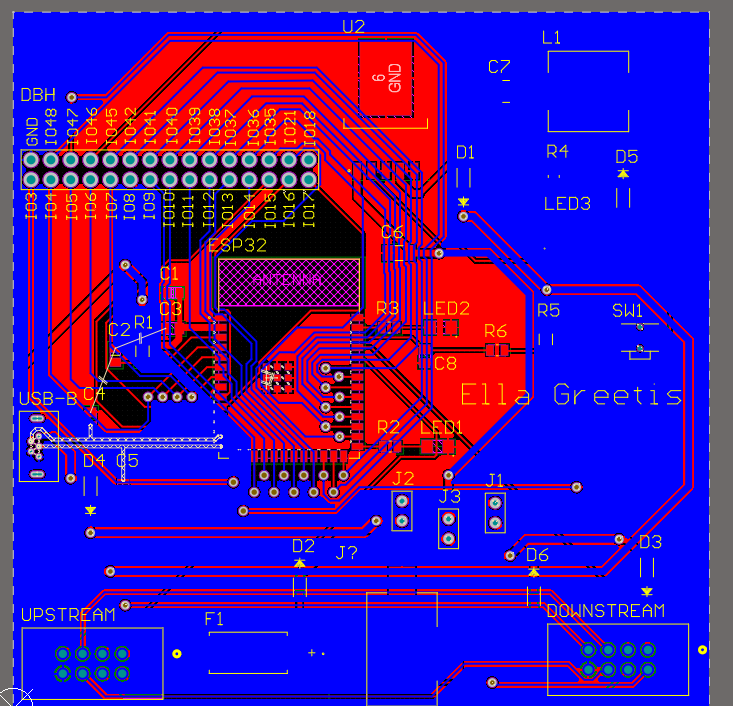 U2
L1
C7
6
GND
DBH
GND IO48 IO47 IO46 IO45 IO42 IO41 IO40 IO39 IO38 IO37 IO36 IO35 IO21 IO18
D1
R4
D5
LED3
IO3 IO4 IO5 IO6 IO7 IO8 IO9 IO10 IO11 IO12 IO13 IO14 IO15 IO16 IO17
C6
ESP32
ANTENNA
C1
C3
R3
LED2
R5
SW1
C2
R1
R6
C8
C4
Ella Greetis
USB-B
R2
LED1
D4
C5
J2
J3
J1
D2
J?
D6
D3
UPSTREAM
F1
DOWNSTREAM